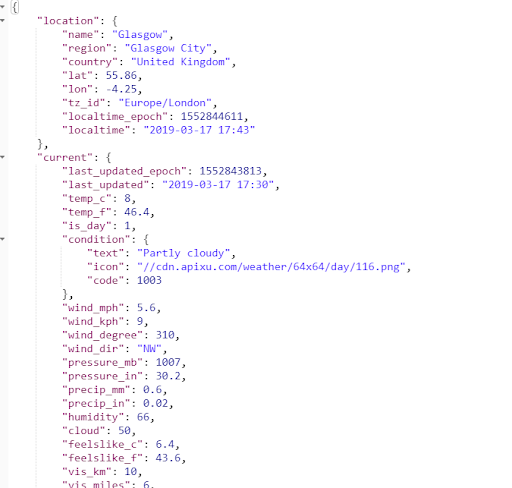 {
"location": {
"name": "Glasgow",
"region": "Glasgow City",
"country": "United Kingdom",
"lat": 55.86,
"lon": -4.25,
"tz_id": "Europe/London",
"localtime_epoch": 1552844611,
"localtime": "2019-03-17 17:43"
},
"current": {
"last_updated_epoch": 1552843813,
"last_updated": "2019-03-17 17:30",
"temp_c": 8,
"temp_f": 46.4,
"is_day": 1,
"condition": {
"text": "Partly cloudy",
"icon": "//cdn.apixu.com/weather/64x64/day/116.png",
"code": 1003
},
"wind_mph": 5.6,
"wind_kph": 9,
"wind_degree": 310,
"wind_dir": "NW",
"pressure_mb": 1007,
"pressure_in": 30.2,
"precip_mm": 0.6,
"precip_in": 0.02,
"humidity": 66,
"cloud": 50,
"feelslike_c": 6.4,
"feelslike_f": 43.6,
"vis_km": 10,
"vis_miles": 6,